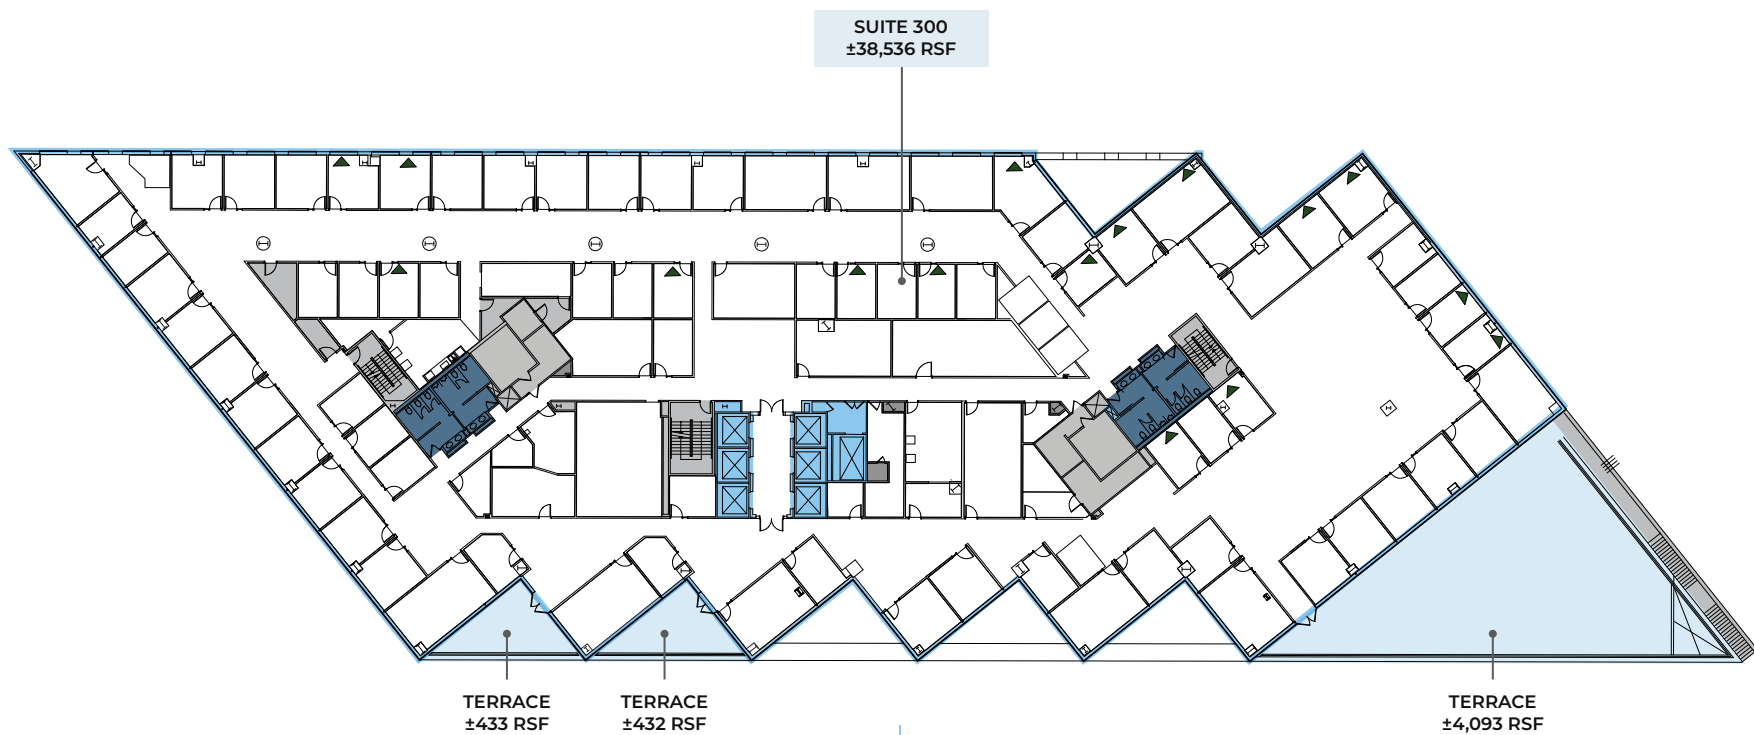 SUITE 300
±38,536 RSF
TERRACE
±433 RSF
TERRACE
±432 RSF
TERRACE
±4,093 RSF